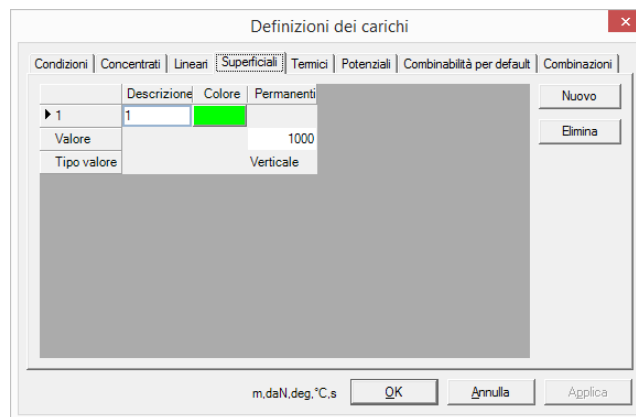 Definizioni dei carichi
Condizioni Concentrati Lineari Superficiali Termici Potenziali Combinabilità per default Combinazioni
Descrizione Colore Permanenti
1 1
Valore 1000
Tipo valore Verticale
Nuovo
Elimina
m,daN,deg,°C,s OK Annulla Applica